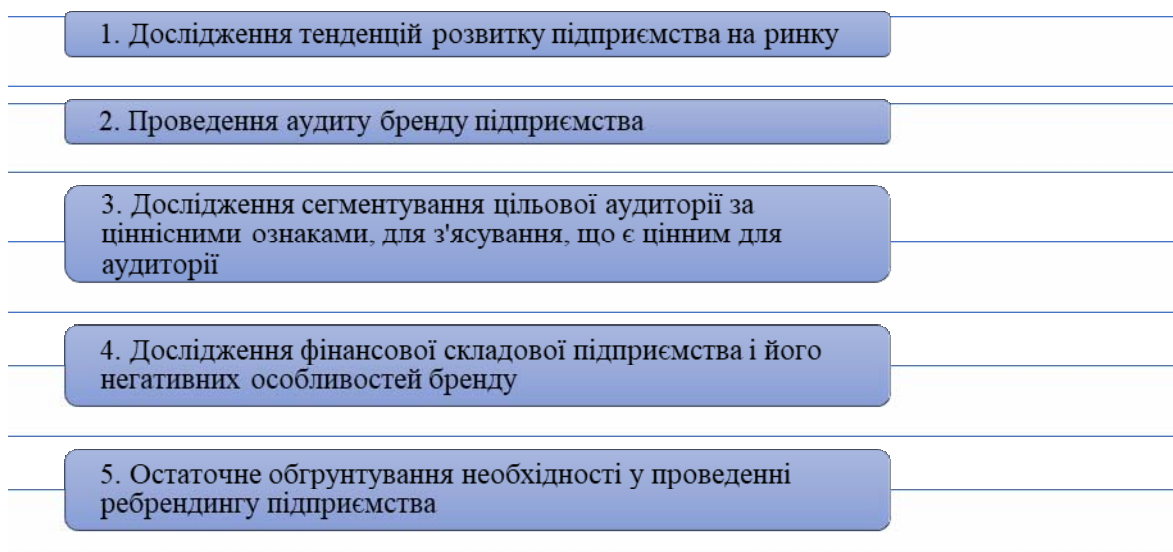 1. Дослідження тенденцій розвитку підприємства на ринку
2. Проведення аудиту бренду підприємства
3. Дослідження сегментування цільової аудиторії за
ціннісними ознаками, для з'ясування, що є цінним для
аудиторії
4. Дослідження фінансової складової підприємства і його
негативних особливостей бренду
5. Остаточне обгрунтування необхідності у проведенні
ребрендингу підприємства